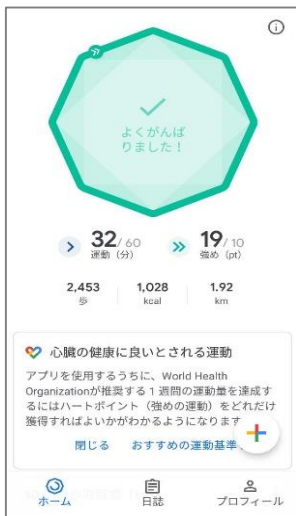 よくがんば
りました！
32/ 60
運動 (分)
19/ 10
強め (pt)
2,453
歩
1,028
kcal
1.92
km
心臓の健康に良いとされる運動
アプリを使用するうちに、World Health
Organizationが推奨する 1 週間の運動量を達成す
るにはハートポイント（強めの運動）をどれだけ
獲得すればよいかがわかるようになります
閉じる
おすすめの運動基準
ホーム
日誌
プロフィール